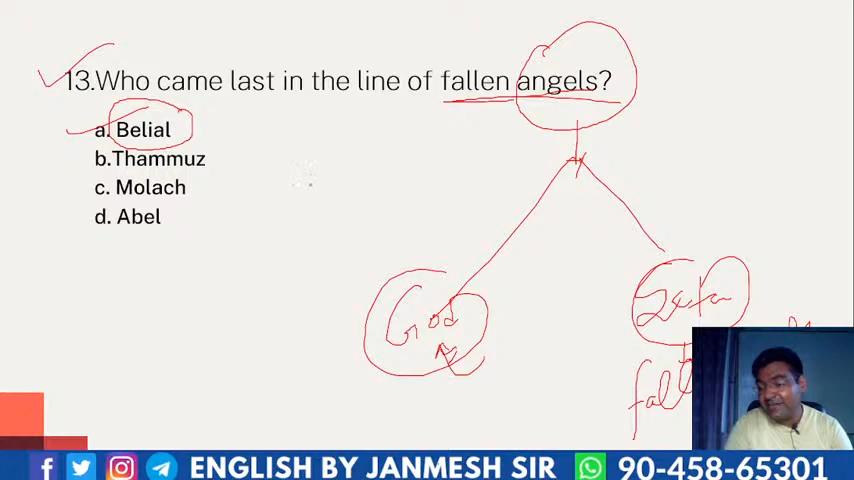 13.Who came last in the line of fallen angels?
a. Belial
b.Thammuz
c. Molach
d. Abel
God
Satan
ENGLISH BY JANMESH SIR
90-458-65301